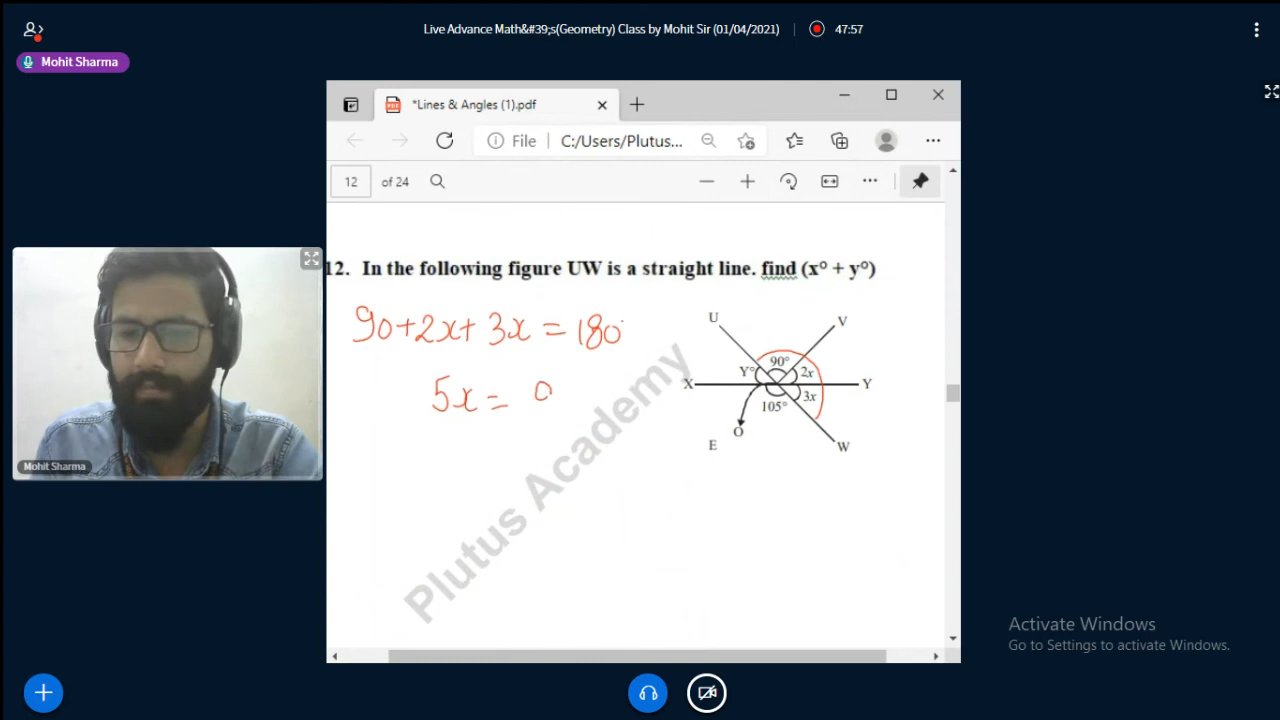 Live Advance Math&#39;s(Geometry) Class by Mohit Sir (01/04/2021) | 47:57
Mohit Sharma
*Lines & Angles (1).pdf
File | C:/Users/Plutus...
12 of 24
12. In the following figure UW is a straight line. find (x° + y°)
90+2x+ 3x = 180°
5x =
U
V
90°
Y°
2x
X
Y
3x
105°
O
E
W
Plutus Academy
Mohit Sharma
Activate Windows
Go to Settings to activate Windows.